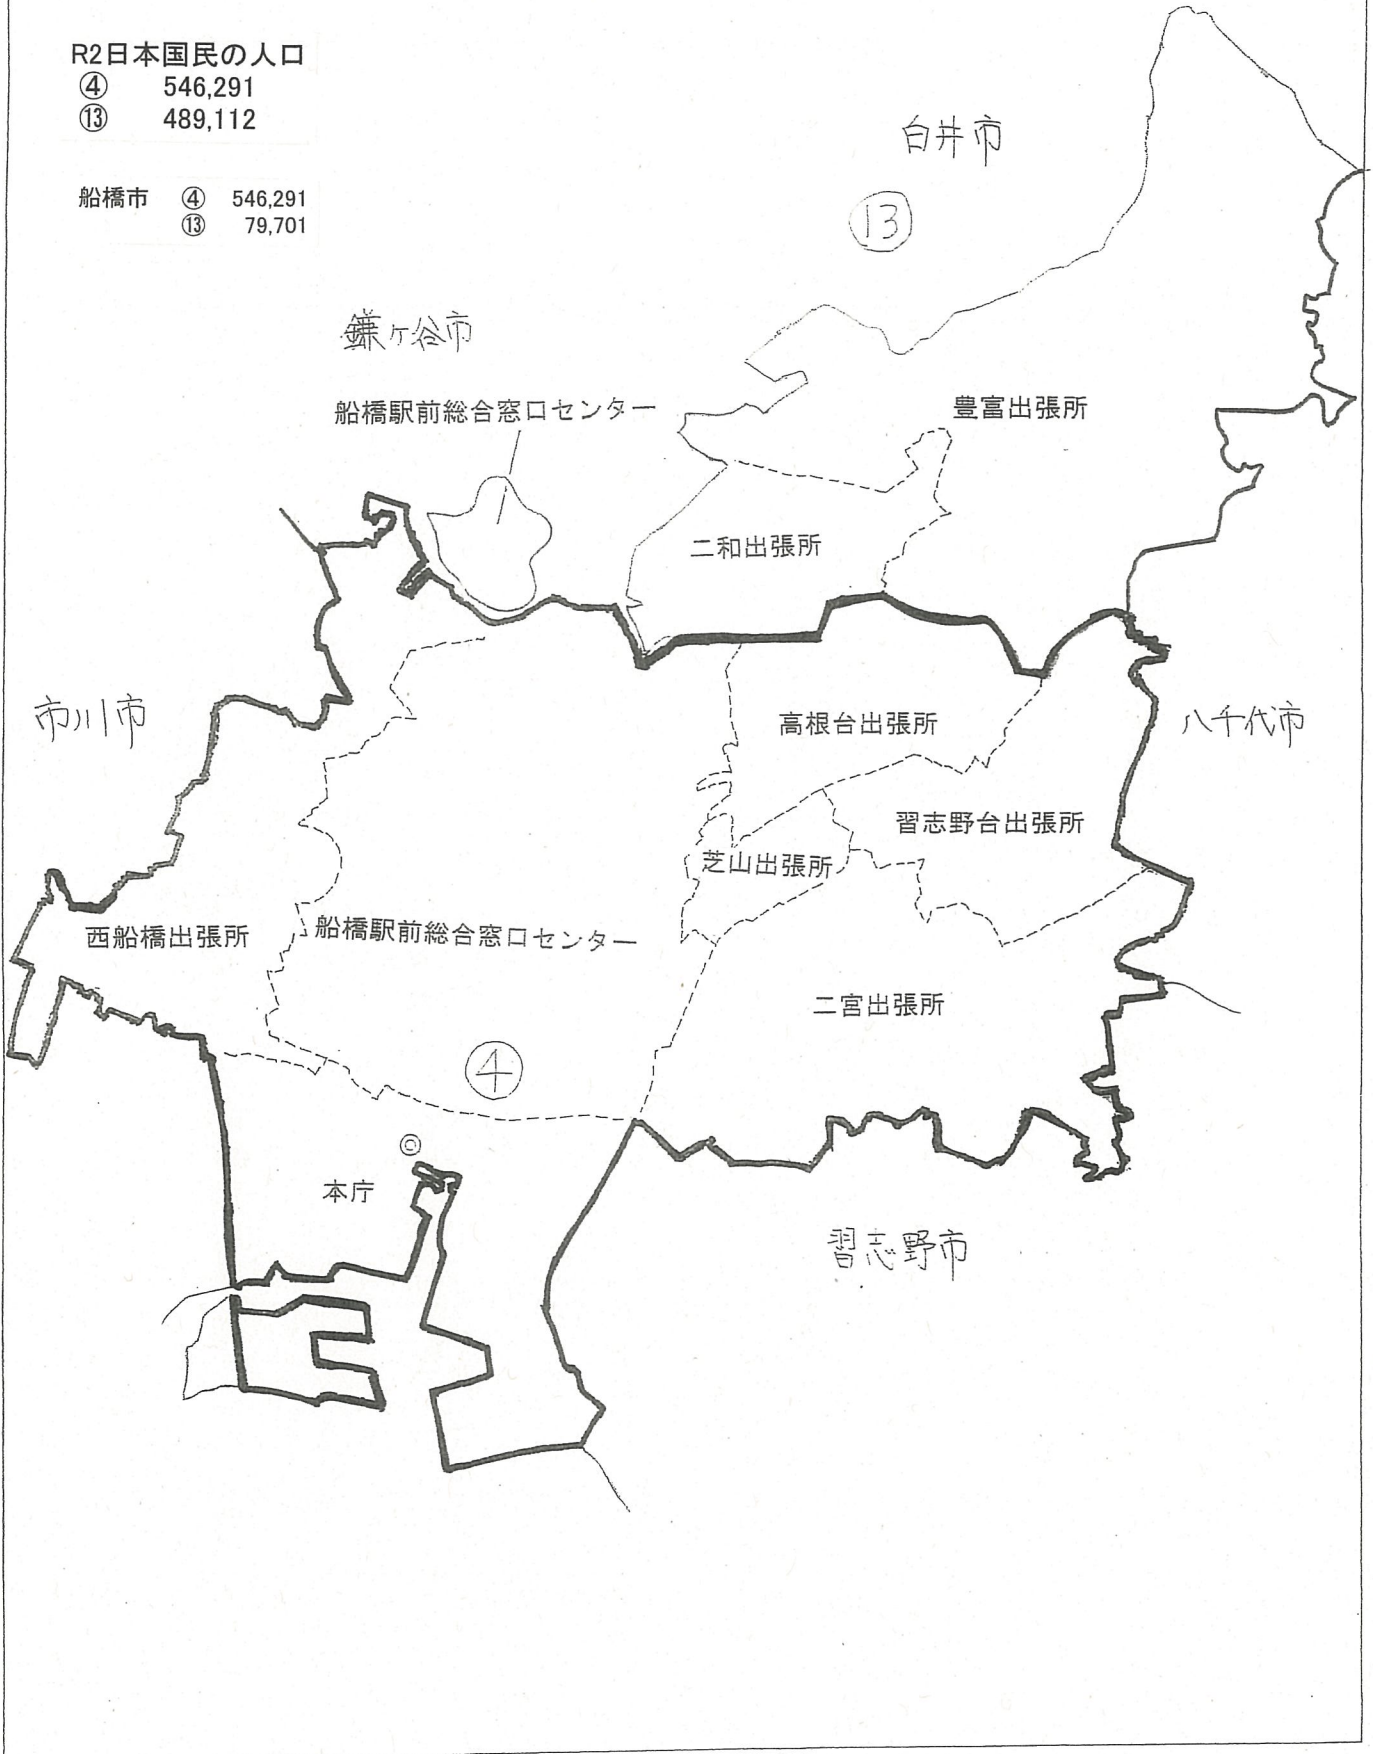 R2日本国民の人口
④ 546,291
⑬ 489,112
船橋市 ④ 546,291
⑬ 79,701
白井市
⑬
鎌ヶ谷市
船橋駅前総合窓口センター
豊富出張所
二和出張所
市川市
高根台出張所
八千代市
習志野台出張所
芝山出張所
西船橋出張所
船橋駅前総合窓口センター
二宮出張所
④
◎
本庁
習志野市